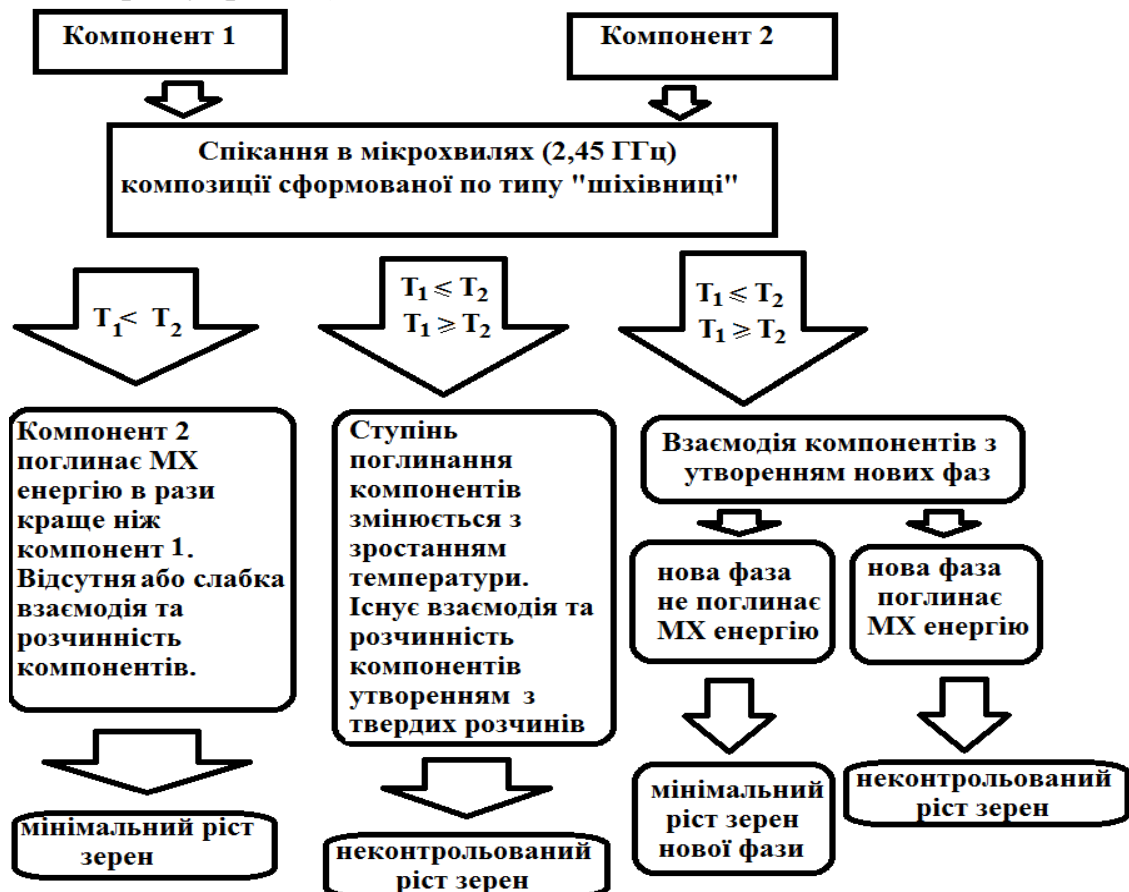 Компонент 1
Компонент 2
Спікання в мікрохвилях (2,45 ГГц)
композиції сформованої по типу "шіхівниці"
T₁< T₂
T₁ ⩽ T₂
T₁ ⩾ T₂
T₁ ⩽ T₂
T₁ ⩾ T₂
Компонент 2
поглинає МХ
енергію в рази
краще ніж
компонент 1.
Відсутня або слабка
взаємодія та
розчинність
компонентів.
Ступінь
поглинання
компонентів
змінюється з
зростанням
температури.
Існує взаємодія та
розчинність
компонентів
утворенням з
твердих розчинів
Взаємодія компонентів з
утворенням нових фаз
нова фаза
не поглинає
МХ енергію
нова фаза
поглинає
МХ енергію
мінімальний ріст
зерен
неконтрольований
ріст зерен
мінімальний
ріст зерен
нової фази
неконтрольований
ріст зерен